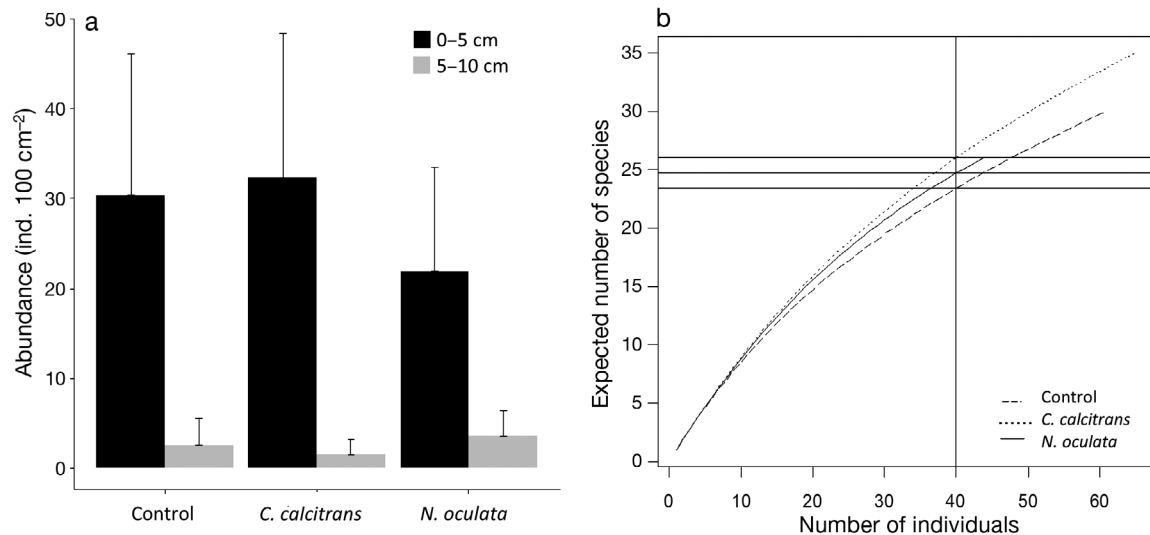 a
Abundance (ind. 100 cm⁻²)
50
40
30
20
10
0
0–5 cm
5–10 cm
Control
C. calcitrans
N. oculata
b
Expected number of species
35
30
25
20
15
10
5
0
Control
C. calcitrans
N. oculata
0
10
20
30
40
50
60
Number of individuals